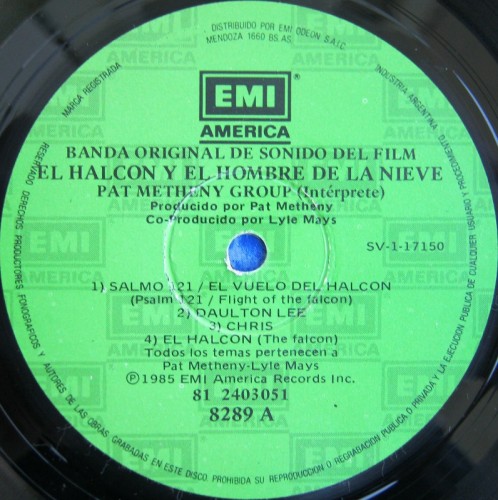 DISTRIBUIDO POR EMI ODEON S.A.I.C.
MENDOZA 1660 BS.AS.
MARCA REGISTRADA
INDUSTRIA ARGENTINA
EMI
AMERICA
BANDA ORIGINAL DE SONIDO DEL FILM
EL HALCON Y EL HOMBRE DE LA NIEVE
PAT METHENY GROUP (Intérprete)
Producido por Pat Metheny
Co-Producido por Lyle Mays
SV-1-17150
1) SALMO 121 / EL VUELO DEL HALCON
(Psalm 121 / Flight of the falcon)
2) DAULTON LEE
3) CHRIS
4) EL HALCON (The falcon)
Todos los temas pertenecen a
Pat Metheny-Lyle Mays
Ⓟ1985 EMI America Records Inc.
81 2403051
8289 A
RESERVADO DERECHOS PRODUCTORES FONOGRAFICOS Y AUTORES DE LAS OBRAS GRABADAS EN ESTE DISCO. PROHIBIDA SU REPRODUCCION O REGRABACION PUBLICA O PRIVADA Y LA EJECUCION PUBLICA DE CUALQUIER USUARIO Y PROCEDIMIENTO